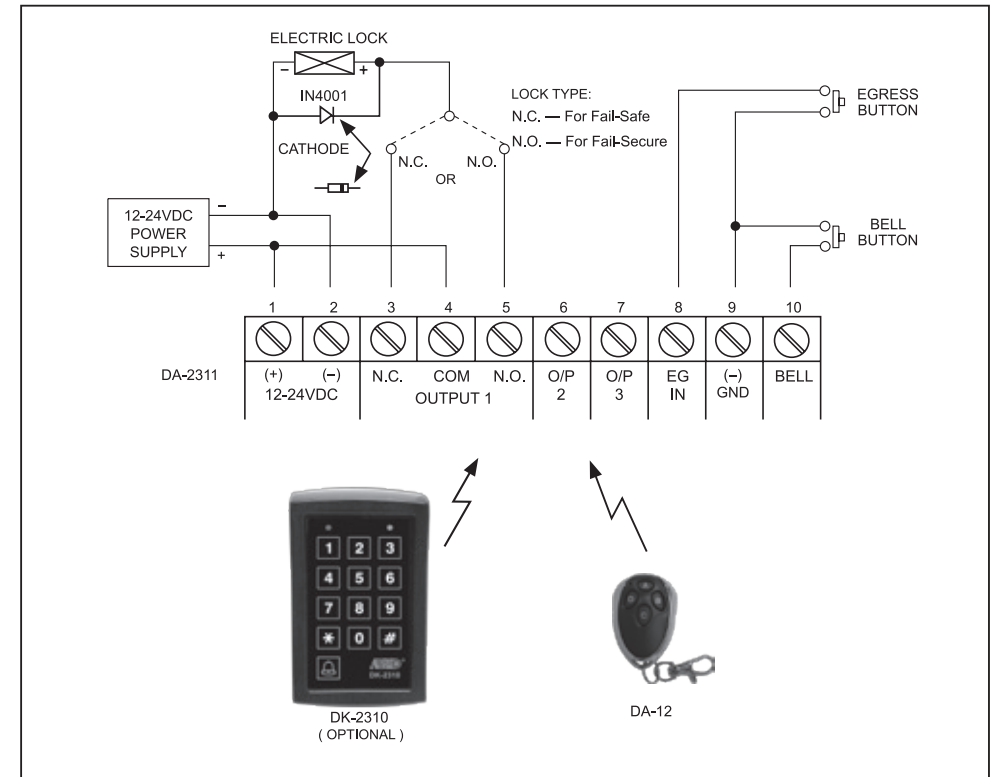 ELECTRIC LOCK
– +
IN4001
CATHODE
LOCK TYPE:
N.C. — For Fail-Safe
N.O. — For Fail-Secure
N.C. N.O.
OR
EGRESS
BUTTON
BELL
BUTTON
12-24VDC
POWER
SUPPLY
–
+
1 2 3 4 5 6 7 8 9 10
DA-2311
(+) (–) N.C. COM N.O. O/P O/P EG (–) BELL
12-24VDC OUTPUT 1 2 3 IN GND
1 2 3
4 5 6
7 8 9
* 0 #
DK-2310
DK-2310
( OPTIONAL )
DA-12